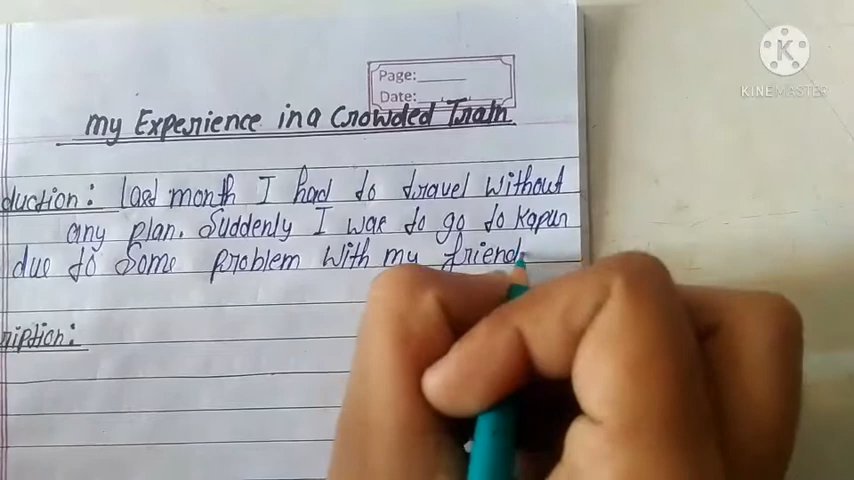 Page:
Date:
my Experience in a Crowded Train
duction: last month I had to travel without
any plan. Suddenly I was to go to Kapur
due to Some problem with my friend
ription:
K
KINEMASTER